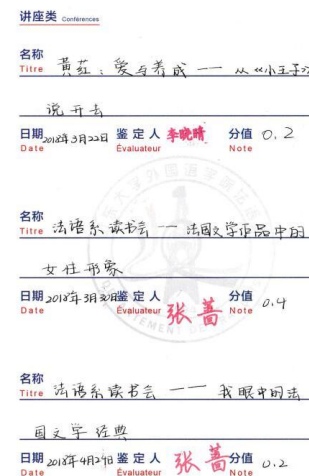 讲座类 Conférences
名称
Titre 黄荭：爱与养成 —— 从《小王子》
说开去
日期 2018年3月22日 鉴定人 李晓晴 分值 0.2
Date Évaluateur Note
名称
Titre 法语系读书会 —— 法国文学作品中的
女性形象
日期 2018年3月30日 鉴定人 张蔷 分值 0.4
Date Évaluateur Note
名称
Titre 法语系读书会 —— 我眼中的法
国文学经典
日期 2018年4月24日 鉴定人 张蔷 分值 0.2
Date Évaluateur Note